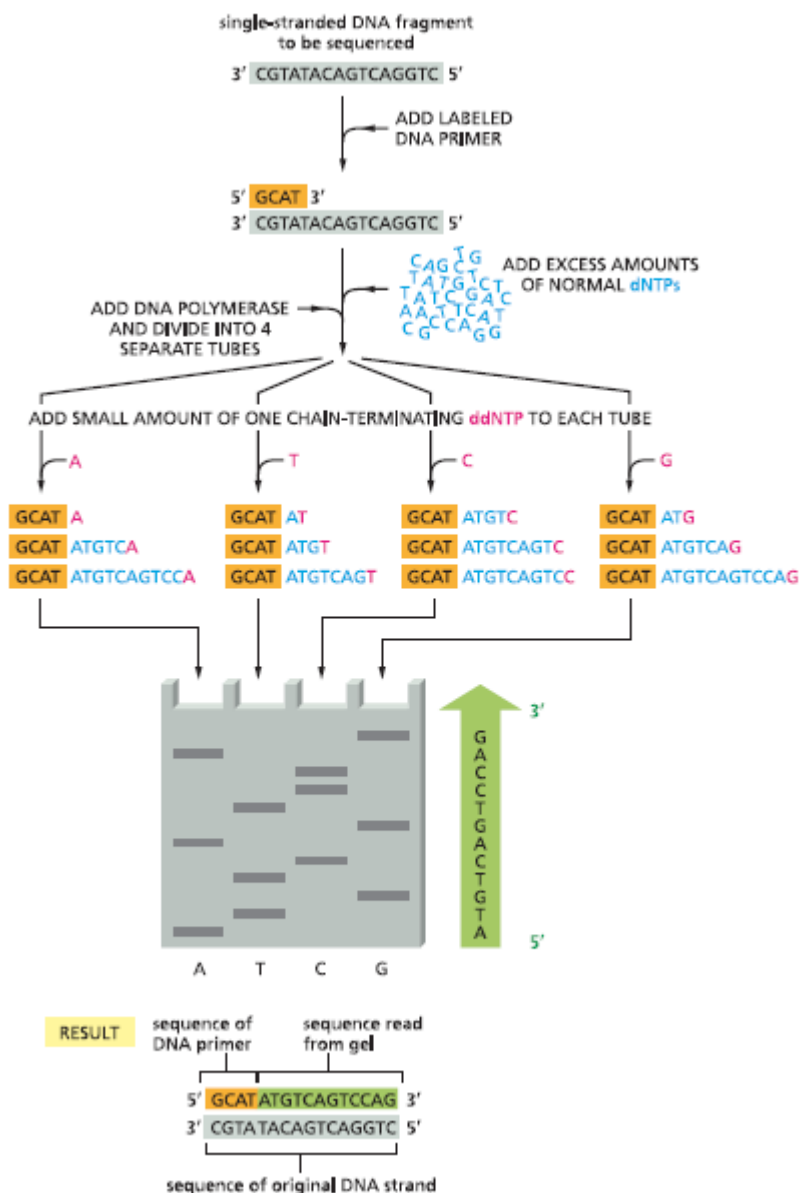 single-stranded DNA fragment
to be sequenced
3′ CGTATACAGTCAGGTC 5′
ADD LABELED
DNA PRIMER
5′ GCAT 3′
3′ CGTATACAGTCAGGTC 5′
ADD EXCESS AMOUNTS
OF NORMAL dNTPs
ADD DNA POLYMERASE
AND DIVIDE INTO 4
SEPARATE TUBES
ADD SMALL AMOUNT OF ONE CHAIN-TERMINATING ddNTP TO EACH TUBE
A T C G
GCAT A GCAT AT GCAT ATGTC GCAT ATG
GCAT ATGTCA GCAT ATGT GCAT ATGTCAGTC GCAT ATGTCAG
GCAT ATGTCAGTCCA GCAT ATGTCAGT GCAT ATGTCAGTCC GCAT ATGTCAGTCCAG
3′
GACCTGACTGTA
5′
A T C G
RESULT
sequence of
DNA primer
sequence read
from gel
5′ GCATATGTCAGTCCAG 3′
3′ CGTATACAGTCAGGTC 5′
sequence of original DNA strand